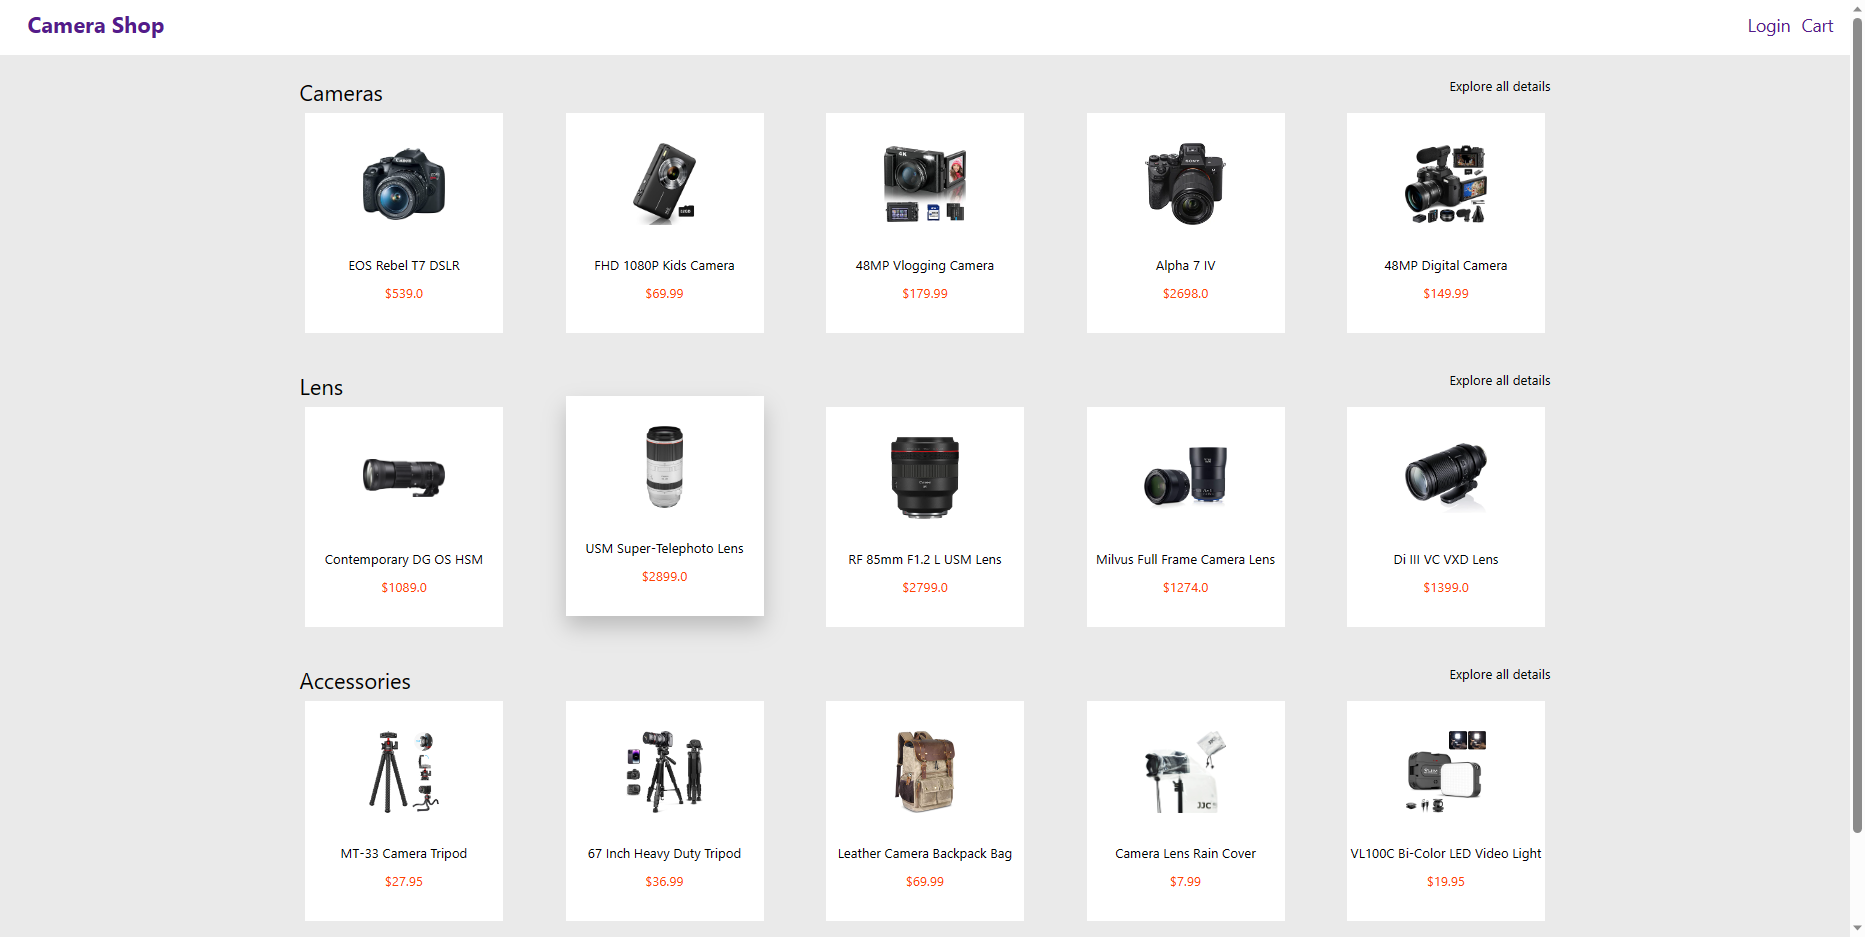 Camera Shop
Login Cart
Cameras
Explore all details
EOS Rebel T7 DSLR
$539.0
FHD 1080P Kids Camera
$69.99
48MP Vlogging Camera
$179.99
Alpha 7 IV
$2698.0
48MP Digital Camera
$149.99
Lens
Explore all details
Contemporary DG OS HSM
$1089.0
USM Super-Telephoto Lens
$2899.0
RF 85mm F1.2 L USM Lens
$2799.0
Milvus Full Frame Camera Lens
$1274.0
Di III VC VXD Lens
$1399.0
Accessories
Explore all details
MT-33 Camera Tripod
$27.95
67 Inch Heavy Duty Tripod
$36.99
Leather Camera Backpack Bag
$69.99
JJC
Camera Lens Rain Cover
$7.99
VL100C Bi-Color LED Video Light
$19.95